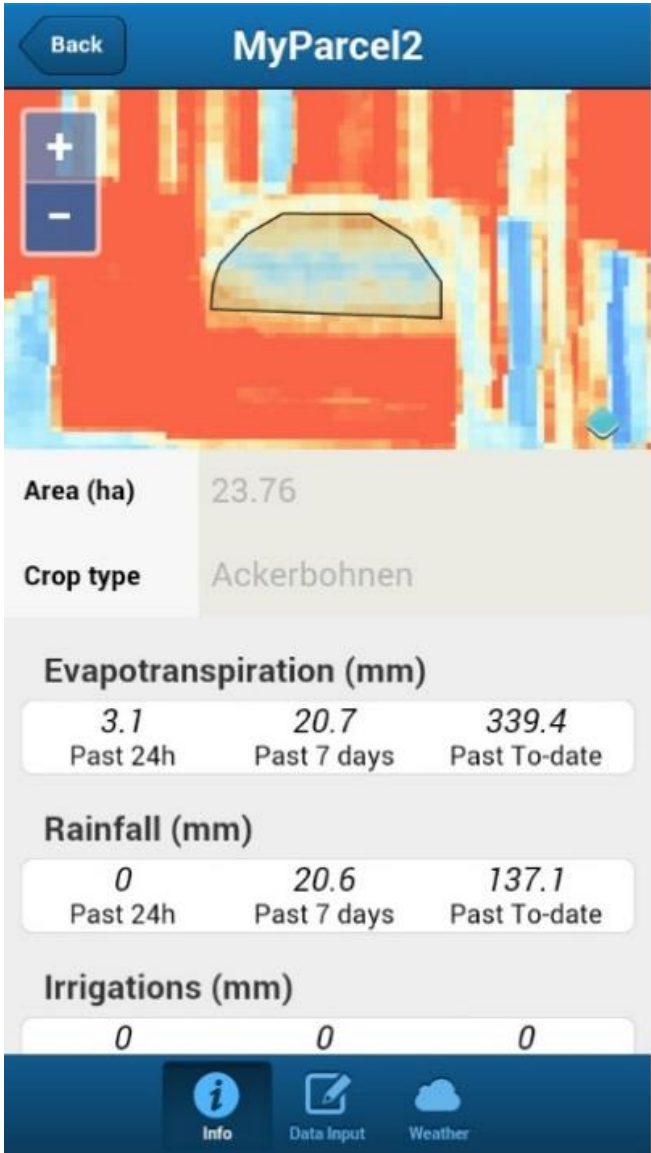 Back MyParcel2
+
-
Area (ha) 23.76
Crop type Ackerbohnen
Evapotranspiration (mm)
3.1 20.7 339.4
Past 24h Past 7 days Past To-date
Rainfall (mm)
0 20.6 137.1
Past 24h Past 7 days Past To-date
Irrigations (mm)
0 0 0
i
Info Data Input Weather